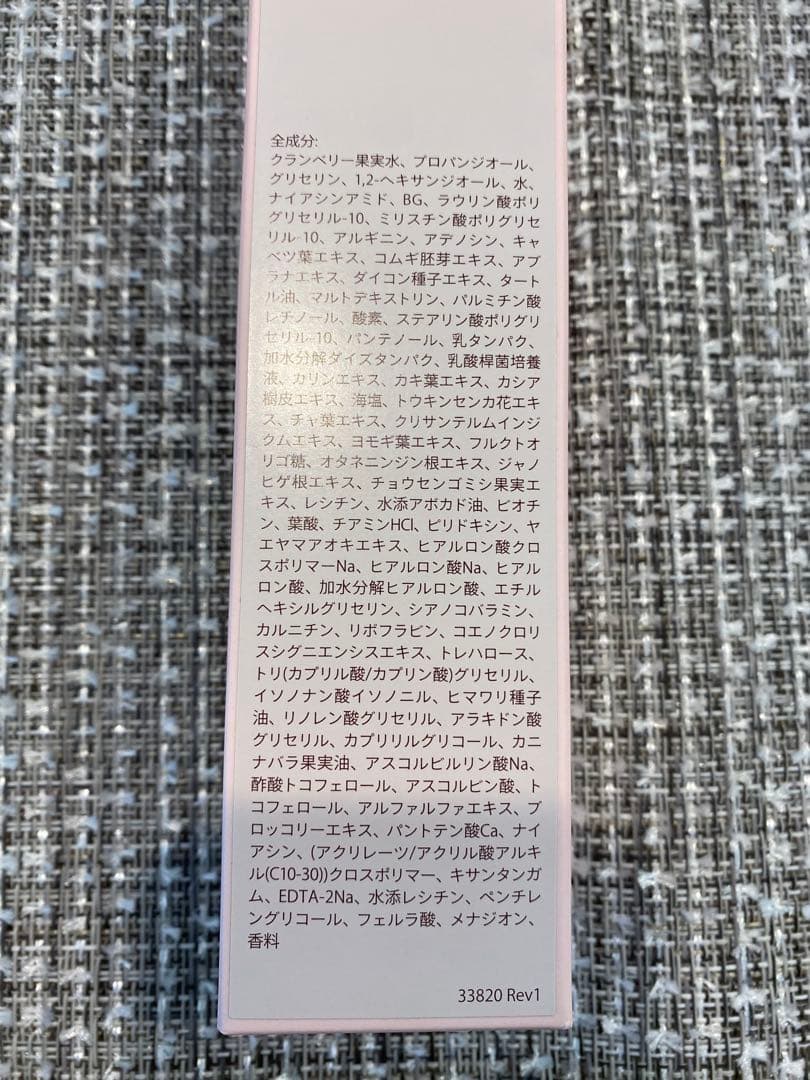 全成分:
クランベリー果実水、プロパンジオール、
グリセリン、1,2-ヘキサンジオール、水、
ナイアシンアミド、BG、ラウリン酸ポリ
グリセリル-10、ミリスチン酸ポリグリセ
リル-10、アルギニン、アデノシン、キャ
ベツ葉エキス、コムギ胚芽エキス、アブ
ラナエキス、ダイコン種子エキス、タート
ル油、マルトデキストリン、パルミチン酸
レチノール、酸素、ステアリン酸ポリグリ
セリル-10、パンテノール、乳タンパク、
加水分解ダイズタンパク、乳酸桿菌培養
液、カリンエキス、カキ葉エキス、カシア
樹皮エキス、海塩、トウキンセンカ花エキ
ス、チャ葉エキス、クリサンテルムインジ
クムエキス、ヨモギ葉エキス、フルクトオ
リゴ糖、オタネニンジン根エキス、ジャノ
ヒゲ根エキス、チョウセンゴミシ果実エ
キス、レシチン、水添アボカド油、ビオチ
ン、葉酸、チアミンHCl、ピリドキシン、ヤ
エヤマアオキエキス、ヒアルロン酸クロ
スポリマーNa、ヒアルロン酸Na、ヒアル
ロン酸、加水分解ヒアルロン酸、エチル
ヘキシルグリセリン、シアノコバラミン、
カルニチン、リボフラビン、コエノクロリ
スシグニエンシスエキス、トレハロース、
トリ(カプリル酸/カプリン酸)グリセリル、
イソノナン酸イソノニル、ヒマワリ種子
油、リノレン酸グリセリル、アラキドン酸
グリセリル、カプリリルグリコール、カニ
ナバラ果実油、アスコルビルリン酸Na、
酢酸トコフェロール、アスコルビン酸、ト
コフェロール、アルファルファエキス、ブ
ロッコリーエキス、パントテン酸Ca、ナイ
アシン、(アクリレーツ/アクリル酸アルキ
ル(C10-30))クロスポリマー、キサンタンガ
ム、EDTA-2Na、水添レシチン、ペンチレ
ングリコール、フェルラ酸、メナジオン、
香料
33820 Rev1